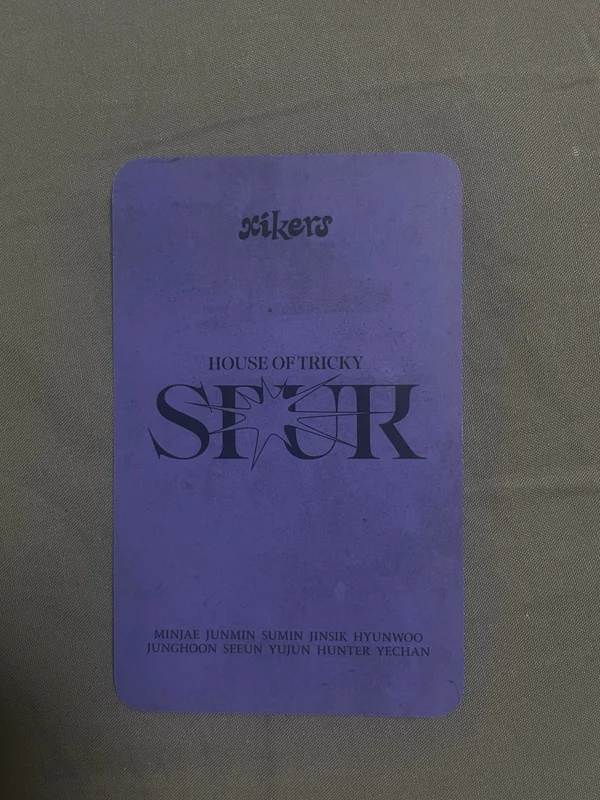 xikers
HOUSE OF TRICKY
SPUR
MINJAE JUNMIN SUMIN JINSIK HYUNWOO
JUNGHOON SEEUN YUJUN HUNTER YECHAN